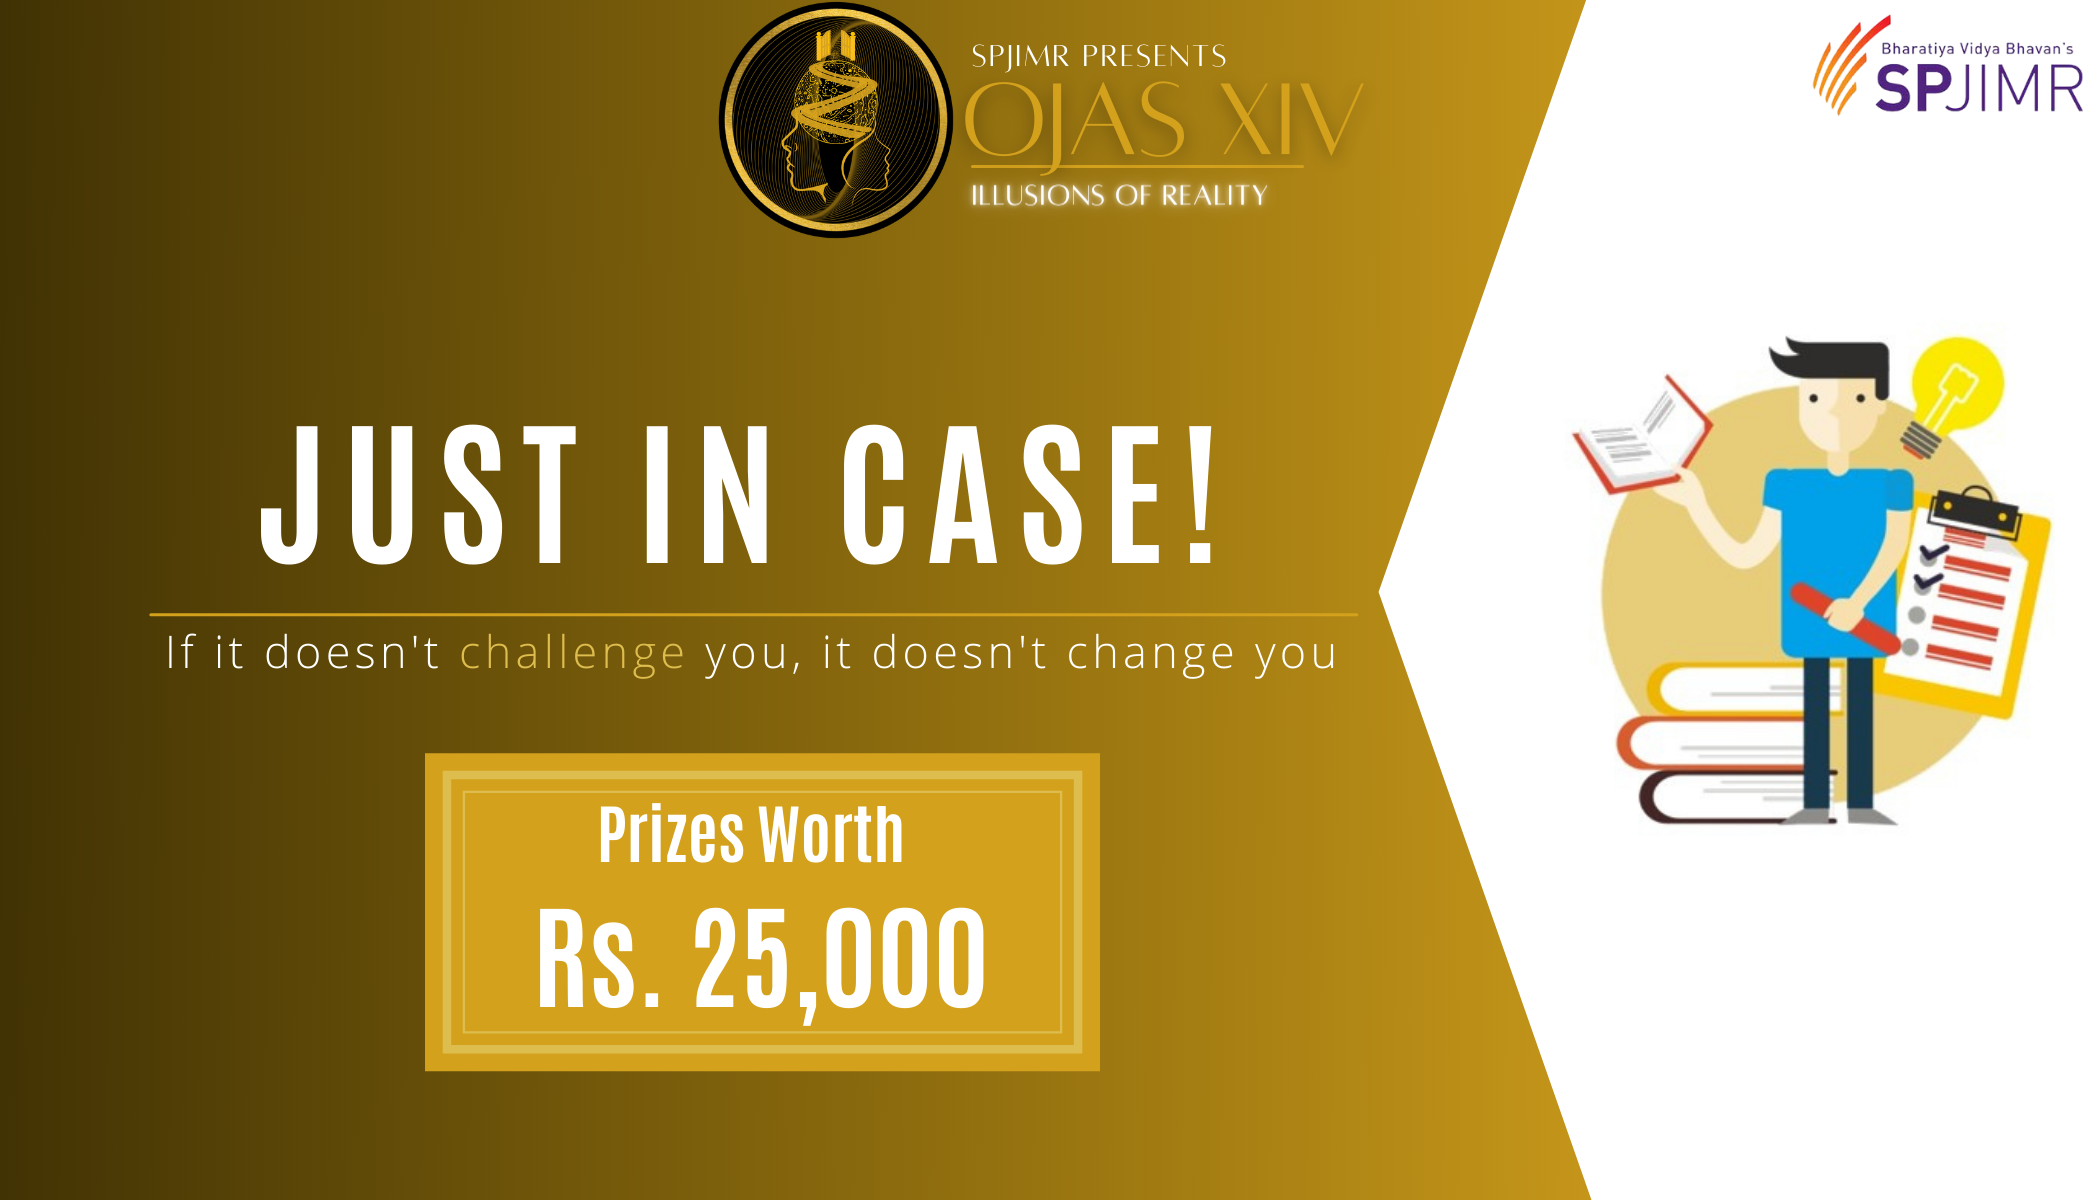 SPJIMR PRESENTS
OJAS XIV
ILLUSIONS OF REALITY
Bharatiya Vidya Bhavan's
SPJIMR
JUST IN CASE!
If it doesn't challenge you, it doesn't change you
Prizes Worth
Rs. 25,000